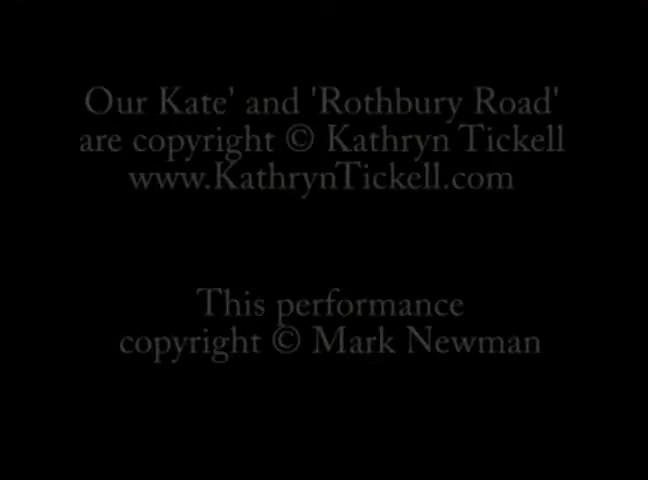 Our Kate' and 'Rothbury Road'
are copyright © Kathryn Tickell
www.KathrynTickell.com
This performance
copyright © Mark Newman